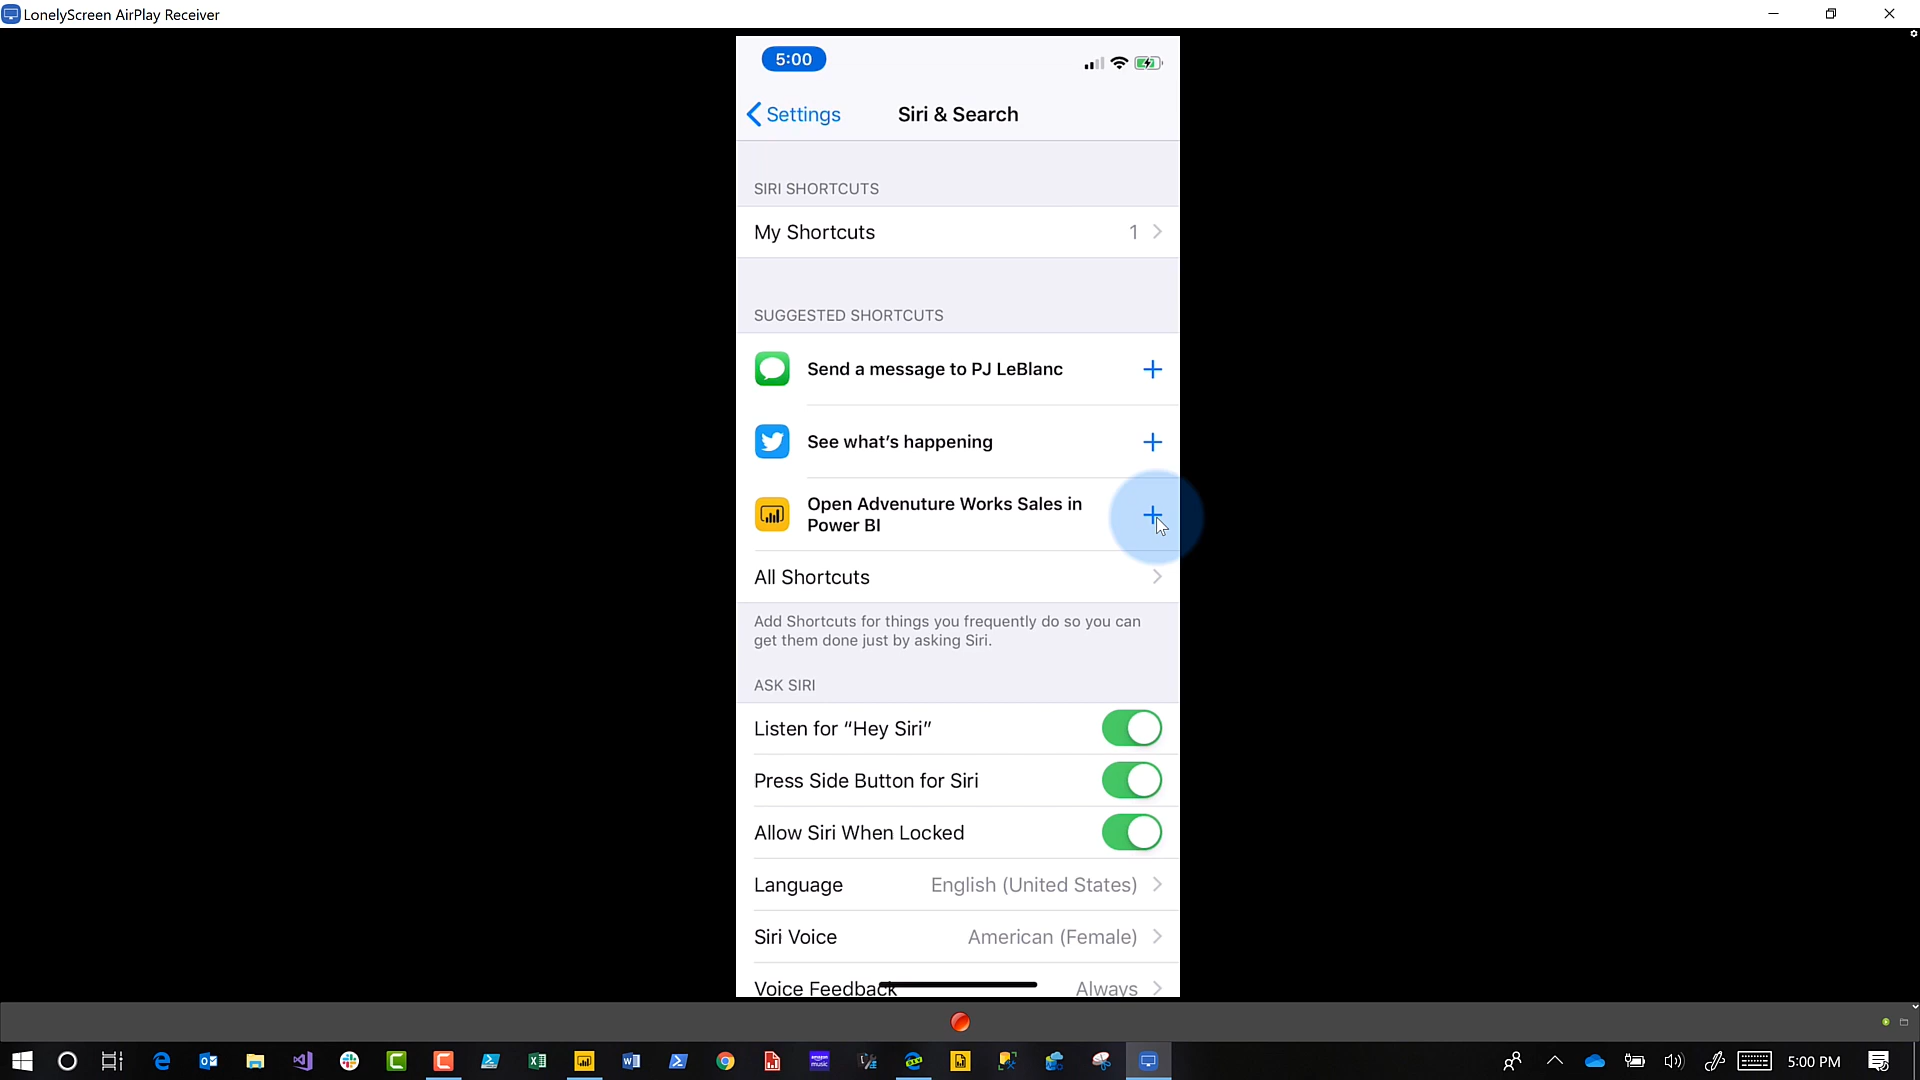 LonelyScreen AirPlay Receiver
5:00
Settings
Siri & Search
SIRI SHORTCUTS
My Shortcuts 1
SUGGESTED SHORTCUTS
Send a message to PJ LeBlanc
See what's happening
Open Advenuture Works Sales in
Power BI
All Shortcuts
Add Shortcuts for things you frequently do so you can
get them done just by asking Siri.
ASK SIRI
Listen for “Hey Siri”
Press Side Button for Siri
Allow Siri When Locked
Language English (United States)
Siri Voice American (Female)
Voice Feedback Always
5:00 PM